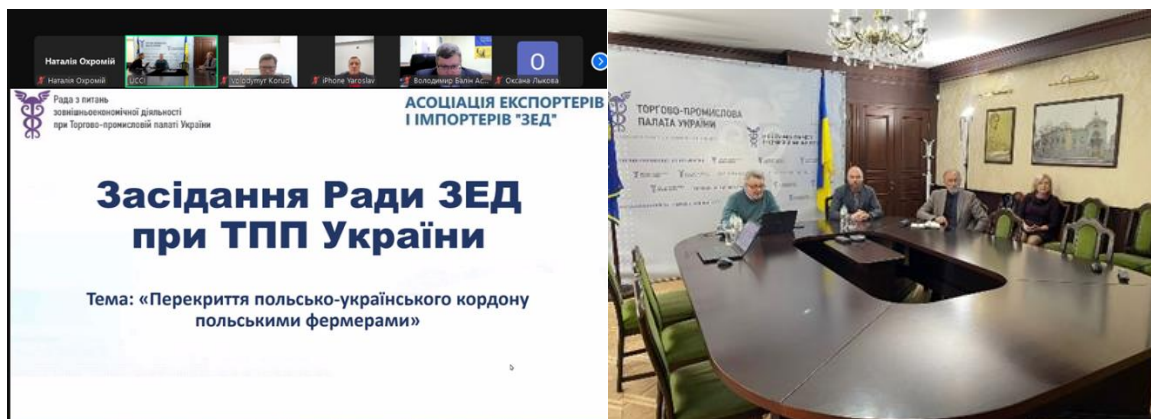 Наталія Охромій
Наталія Охромій
UCCI
Volodymyr Korud
iPhone Yaroslav
Володимир Балін Ас...
О
Оксана Лыкова
Рада з питань
зовнішньоекономічної діяльності
при Торгово-промисловій палаті України
АСОЦІАЦІЯ ЕКСПОРТЕРІВ
І ІМПОРТЕРІВ "ЗЕД"
Засідання Ради ЗЕД
при ТПП України
Тема: «Перекриття польсько-українського кордону
польськими фермерами»
ТОРГОВО-ПРОМИСЛОВА
ПАЛАТА УКРАЇНИ